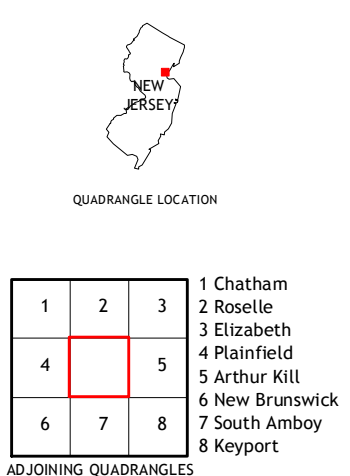 NEW
JERSEY
QUADRANGLE LOCATION
1 2 3
4 5
6 7 8
1 Chatham
2 Roselle
3 Elizabeth
4 Plainfield
5 Arthur Kill
6 New Brunswick
7 South Amboy
8 Keyport
ADJOINING QUADRANGLES